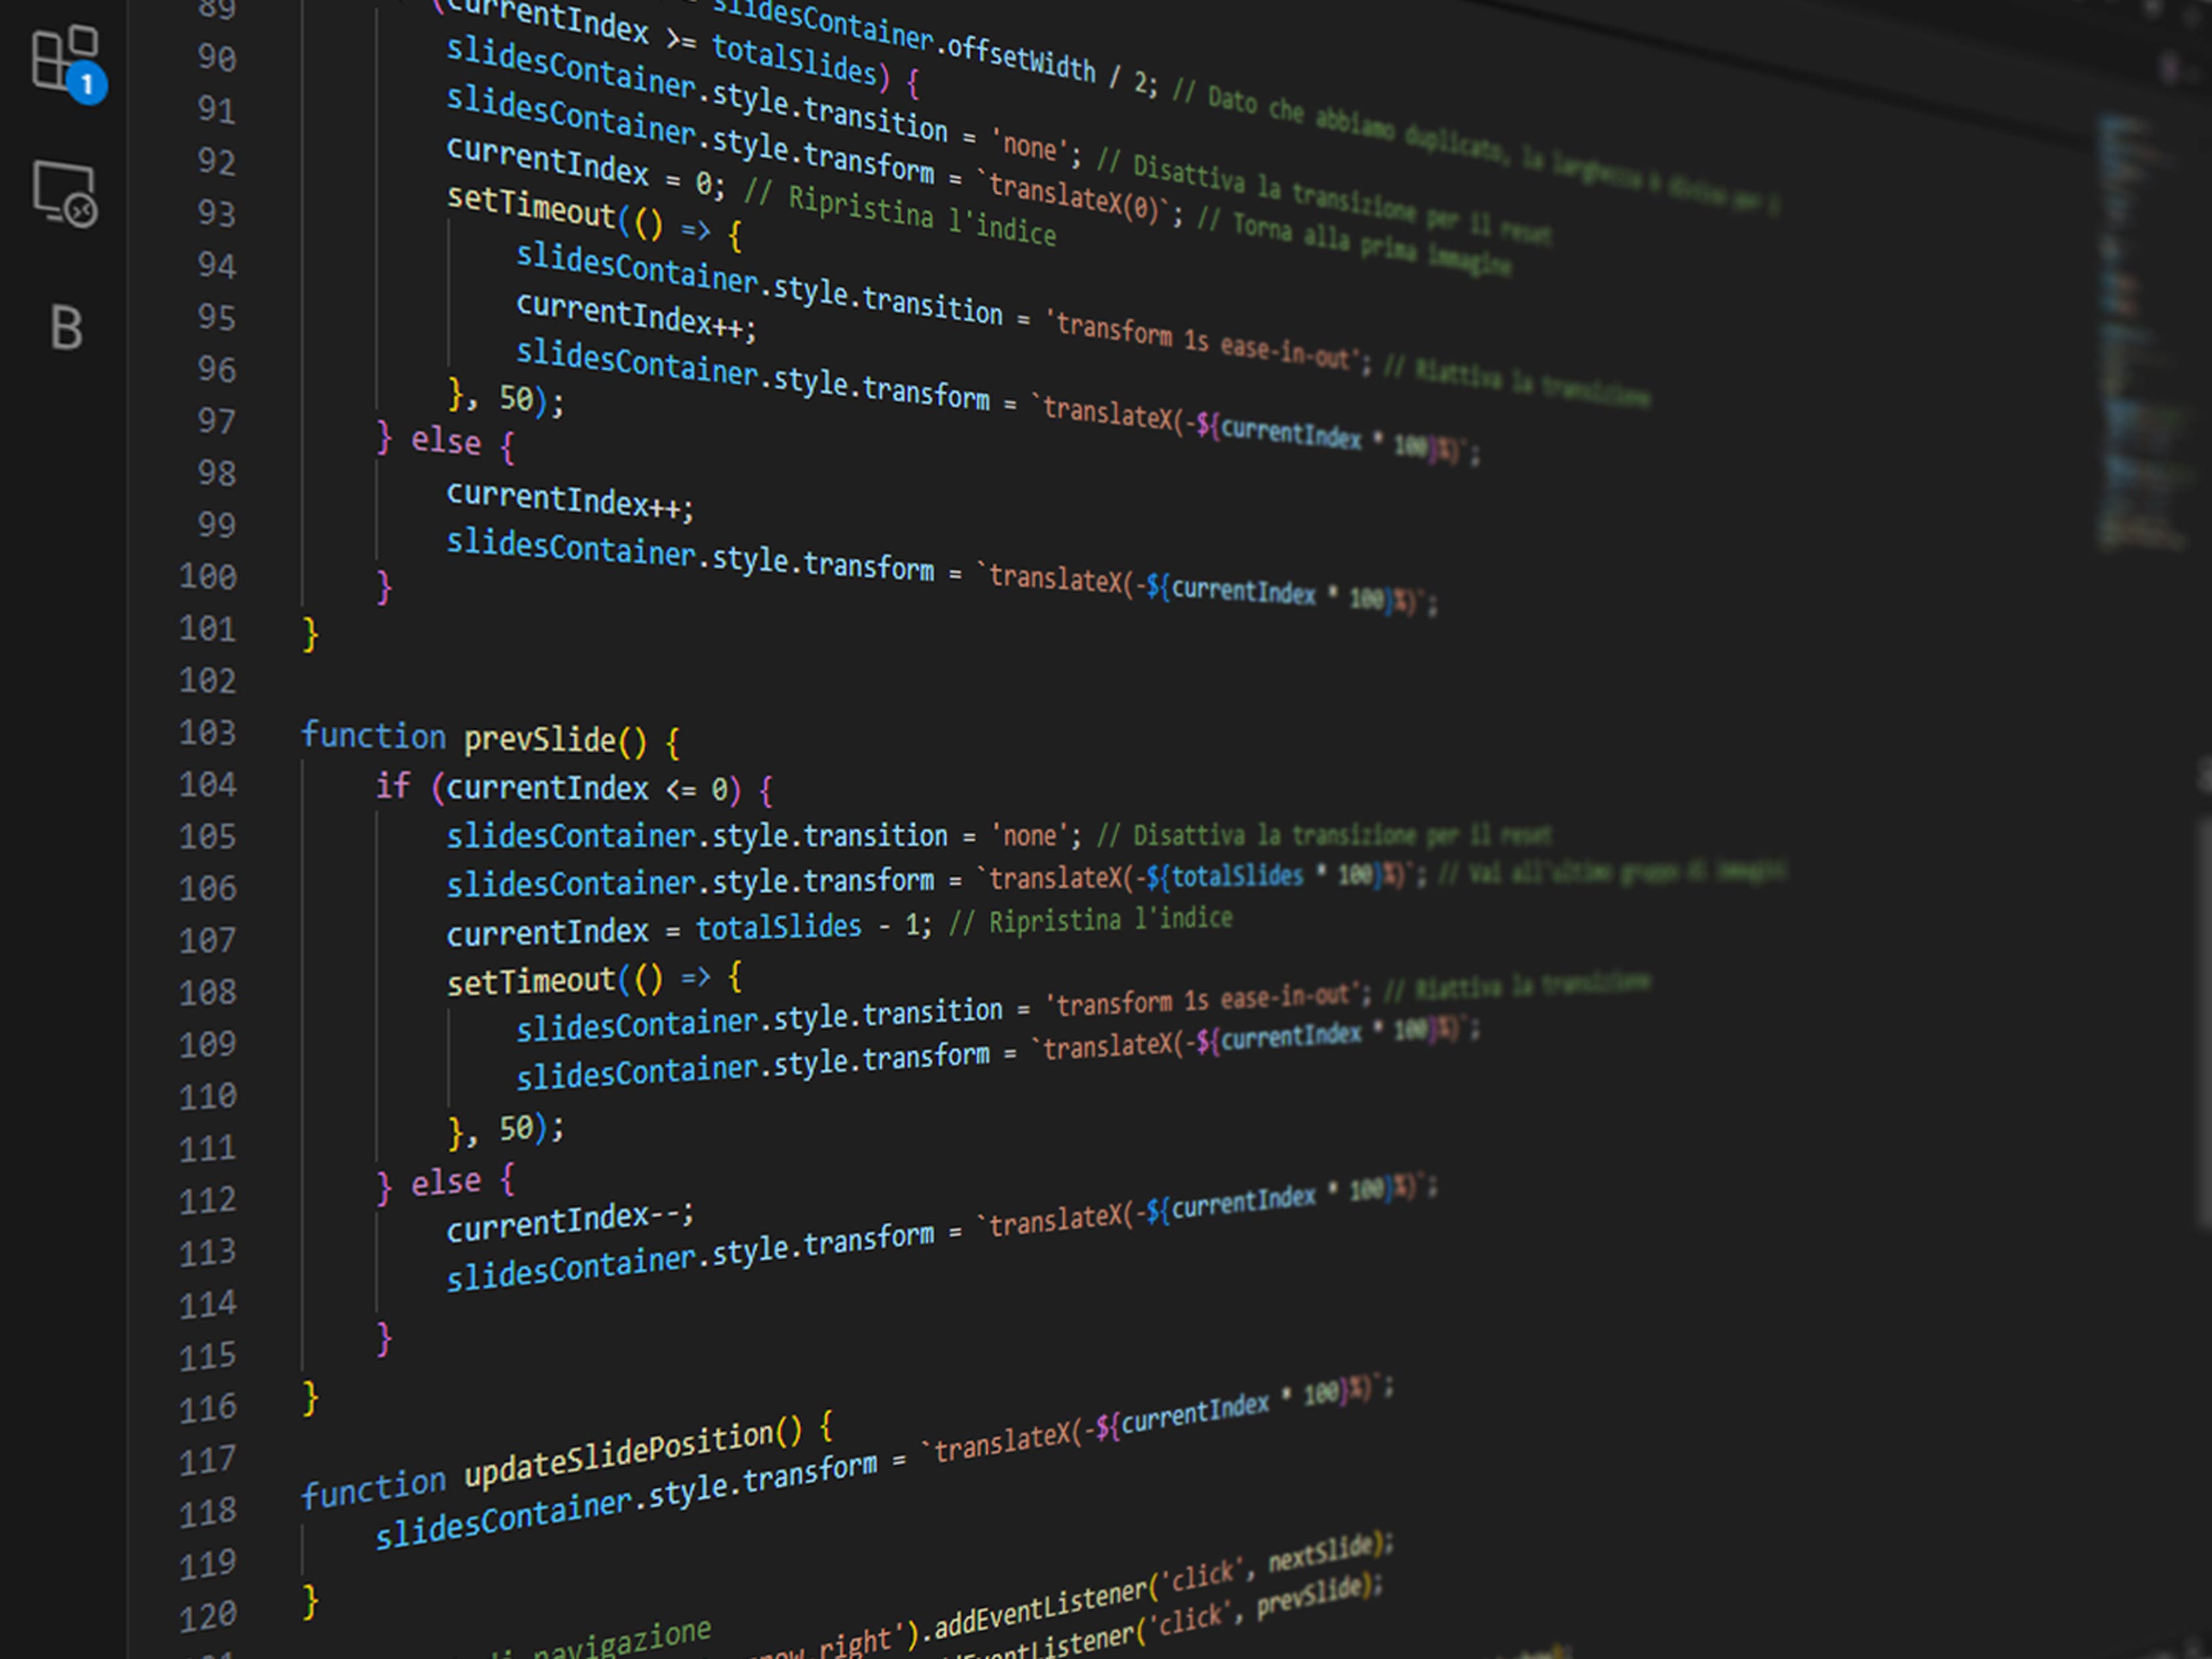 89
slidesContainer.offsetWidth / 2; // Dato che abbiamo duplicato, la larghezza è divisa per
90 (currentIndex >= totalSlides) {
91 slidesContainer.style.transition = 'none'; // Disattiva la transizione per il reset
92 slidesContainer.style.transform = `translateX(0)`; // Torna alla prima immagine
93 currentIndex = 0; // Ripristina l'indice
94 setTimeout(() => {
95 slidesContainer.style.transition = 'transform 1s ease-in-out'; // Riattiva la transizione
96 currentIndex++;
97 slidesContainer.style.transform = `translateX(-${currentIndex * 100}%)`;
98 }, 50);
99 } else {
100 currentIndex++;
101 slidesContainer.style.transform = `translateX(-${currentIndex * 100}%)`;
102 }
103 }
104
105 function prevSlide() {
106 if (currentIndex <= 0) {
107 slidesContainer.style.transition = 'none'; // Disattiva la transizione per il reset
108 slidesContainer.style.transform = `translateX(-${totalSlides * 100}%)`; // Vai all'ultimo gruppo di immagini
109 currentIndex = totalSlides - 1; // Ripristina l'indice
110 setTimeout(() => {
111 slidesContainer.style.transition = 'transform 1s ease-in-out'; // Riattiva la transizione
112 slidesContainer.style.transform = `translateX(-${currentIndex * 100}%)`;
113 }, 50);
114 } else {
115 currentIndex--;
116 slidesContainer.style.transform = `translateX(-${currentIndex * 100}%)`;
117 }
118 }
119 function updateSlidePosition() {
120 slidesContainer.style.transform = `translateX(-${currentIndex * 100}%)`;
}
di navigazione
right').addEventListener('click', nextSlide);
EventListener('click', prevSlide);
1
B